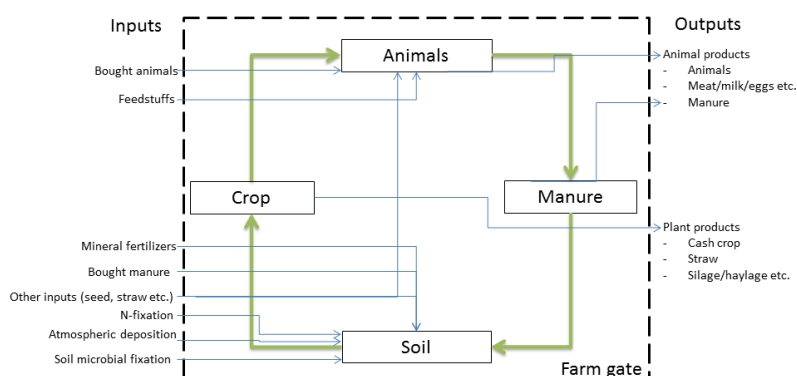 Inputs
Outputs
Animals
Bought animals
Feedstuffs
Animal products
- Animals
- Meat/milk/eggs etc.
- Manure
Crop
Manure
Mineral fertilizers
Bought manure
Other inputs (seed, straw etc.)
N-fixation
Atmospheric deposition
Soil microbial fixation
Plant products
- Cash crop
- Straw
- Silage/haylage etc.
Soil
Farm gate